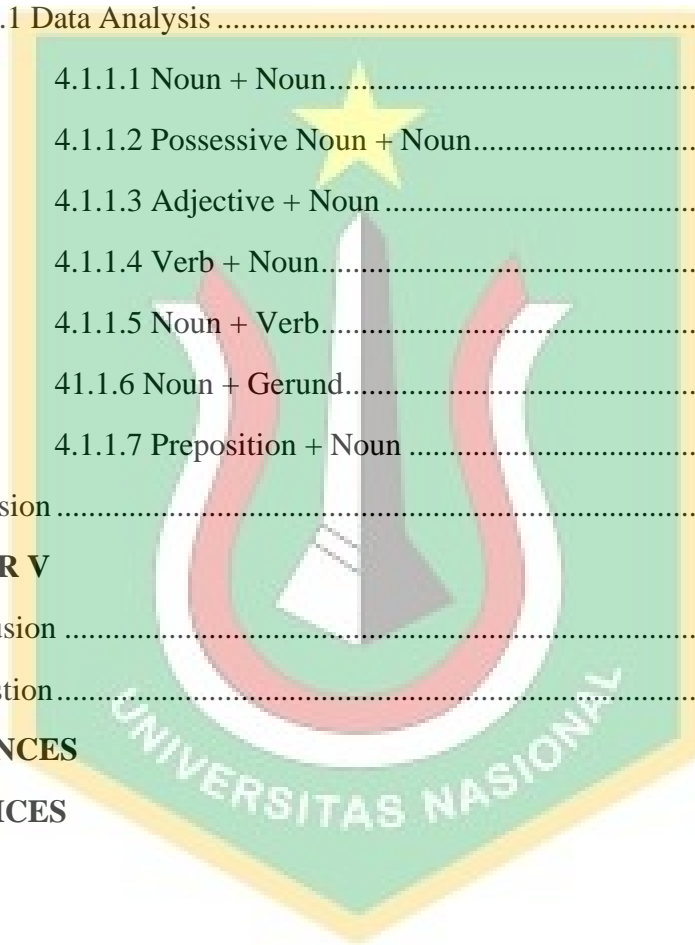 .1 Data Analysis ..........................................................
4.1.1.1 Noun + Noun..........................................................
4.1.1.2 Possessive Noun + Noun..........................................................
4.1.1.3 Adjective + Noun ..........................................................
4.1.1.4 Verb + Noun..........................................................
4.1.1.5 Noun + Verb..........................................................
41.1.6 Noun + Gerund..........................................................
4.1.1.7 Preposition + Noun ..........................................................
sion ..........................................................
R V
usion ..........................................................
stion..........................................................
NCES
ICES
UNIVERSITAS NASIONAL